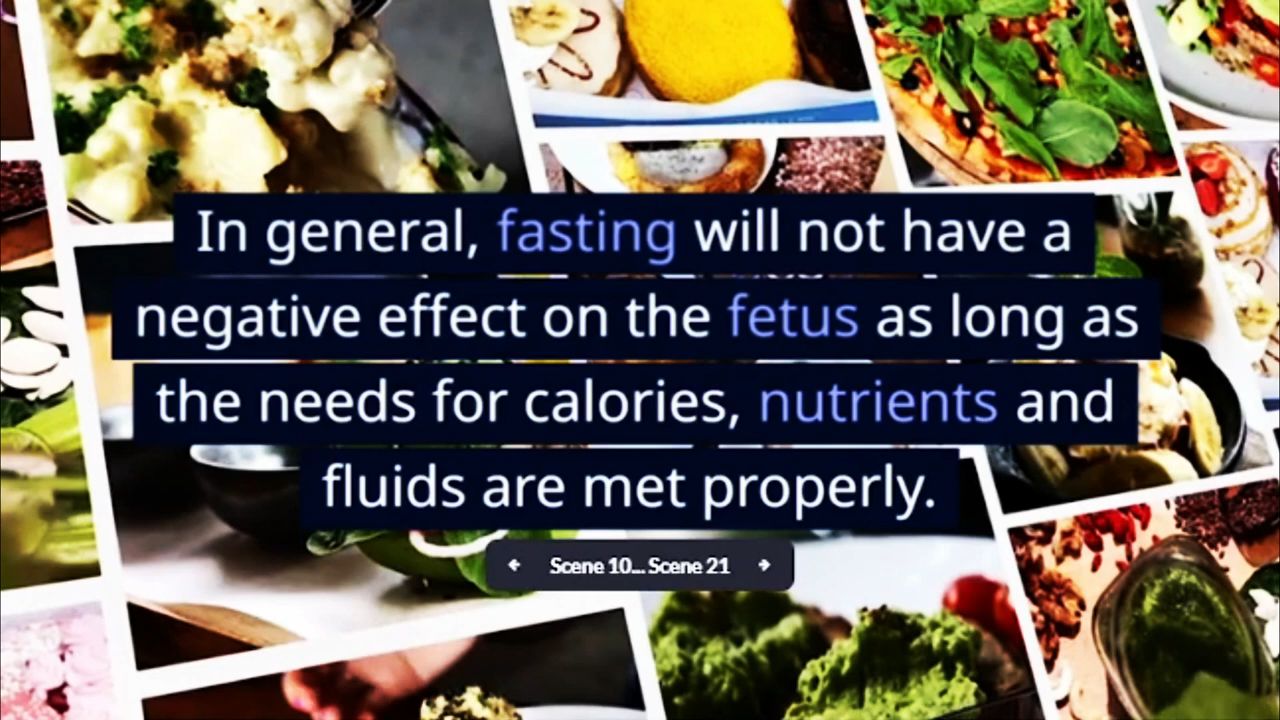 In general, fasting will not have a
negative effect on the fetus as long as
the needs for calories, nutrients and
fluids are met properly.
Scene 10... Scene 21